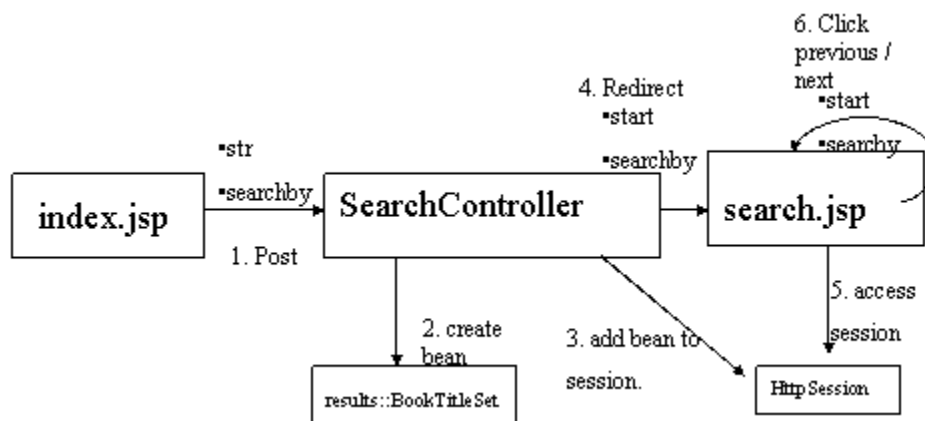 6. Click
previous /
next
▪start
▪searchy
4. Redirect
▪start
▪searchby
▪str
▪searchby
index.jsp
SearchController
search.jsp
1. Post
2. create
bean
3. add bean to
session.
5. access
session
results::BookTitleSet
HttpSession